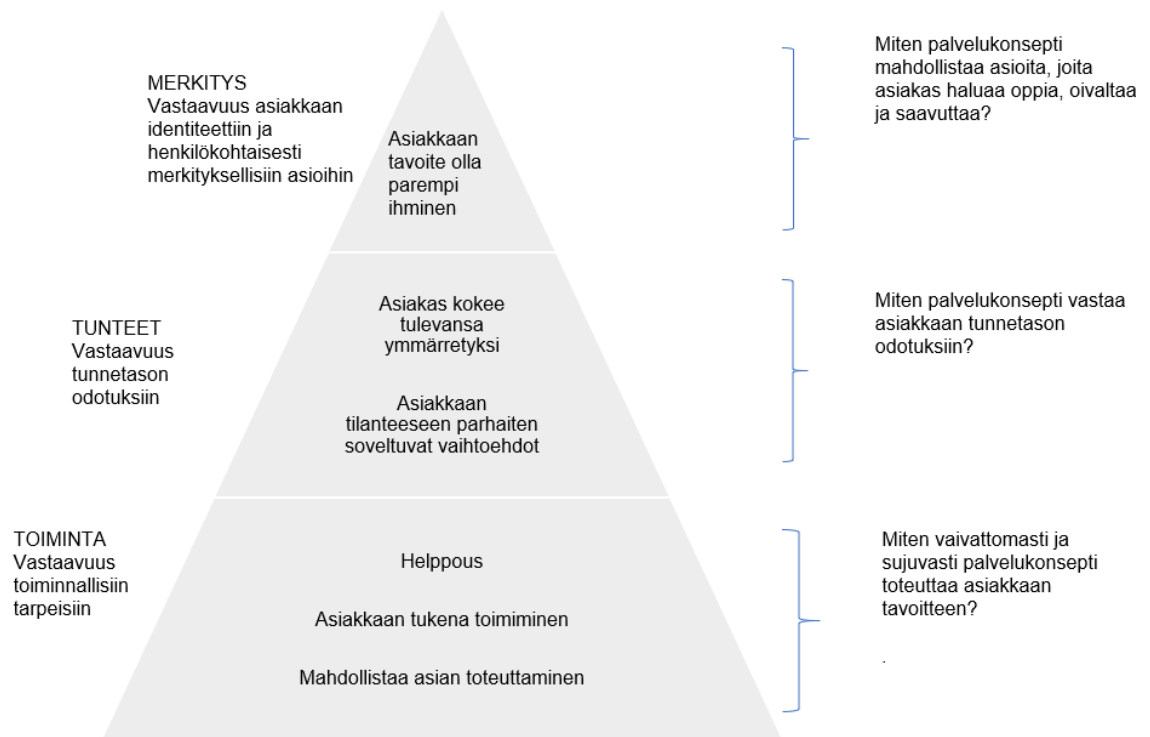 MERKITYS
Vastaavuus asiakkaan
identiteettiin ja
henkilökohtaisesti
merkityksellisiin asioihin
Asiakkaan
tavoite olla
parempi
ihminen
Miten palvelukonsepti
mahdollistaa asioita, joita
asiakas haluaa oppia, oivaltaa
ja saavuttaa?
TUNTEET
Vastaavuus
tunnetason
odotuksiin
Asiakas kokee
tulevansa
ymmärretyksi
Asiakkaan
tilanteeseen parhaiten
soveltuvat vaihtoehdot
Miten palvelukonsepti vastaa
asiakkaan tunnetason
odotuksiin?
TOIMINTA
Vastaavuus
toiminnallisiin
tarpeisiin
Helppous
Asiakkaan tukena toimiminen
Mahdollistaa asian toteuttaminen
Miten vaivattomasti ja
sujuvasti palvelukonsepti
toteuttaa asiakkaan
tavoitteen?
.